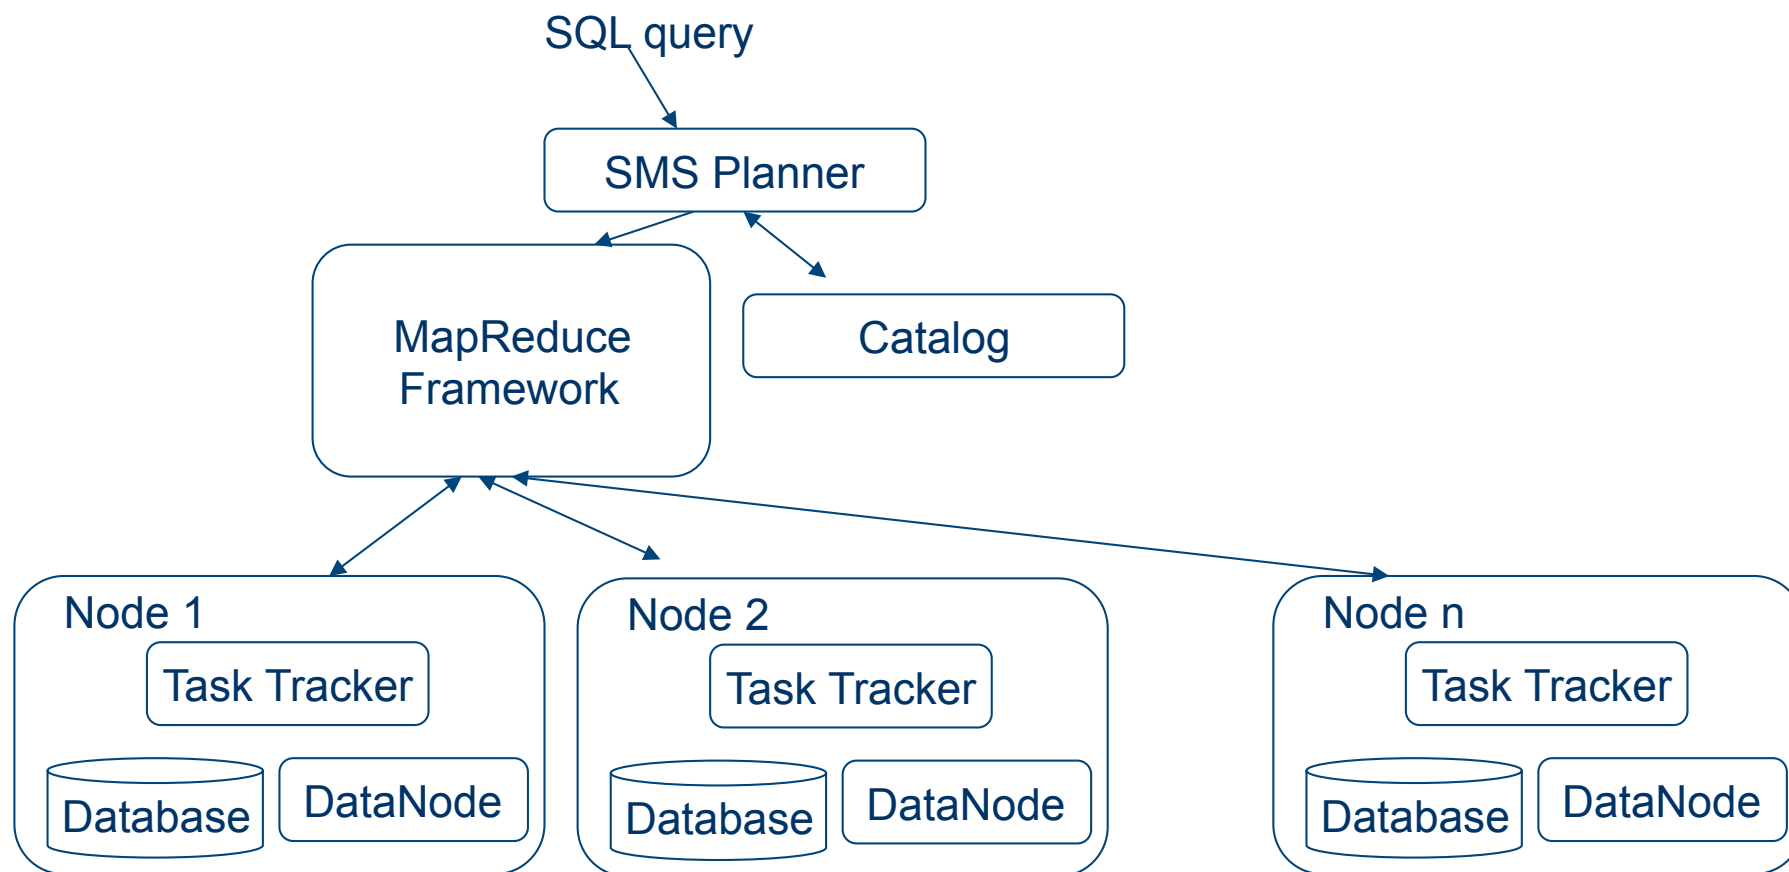 SQL query
SMS Planner
MapReduce
Framework
Catalog
Node 1
Task Tracker
Database
DataNode
Node 2
Task Tracker
Database
DataNode
Node n
Task Tracker
Database
DataNode